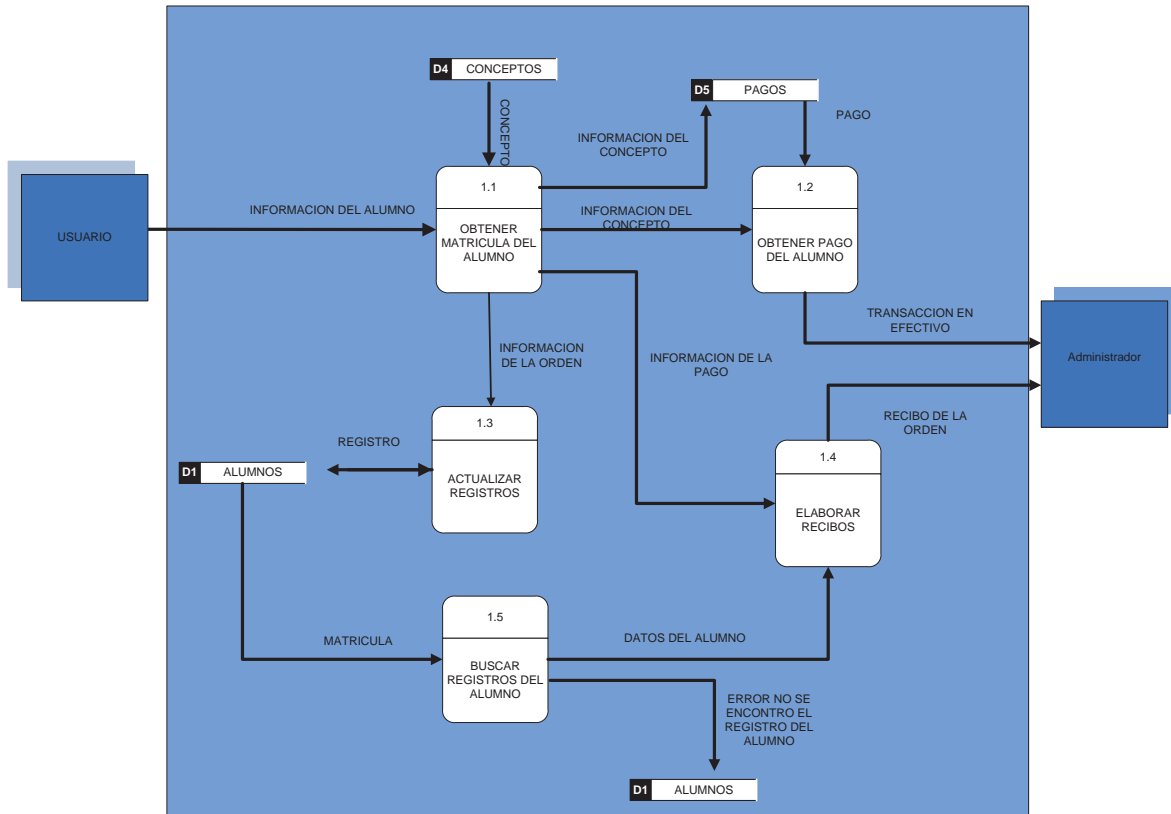 D4 CONCEPTOS
D5 PAGOS
CONCEPTO
PAGO
INFORMACION DEL
CONCEPTO
1.1
1.2
INFORMACION DEL ALUMNO
INFORMACION DEL
CONCEPTO
USUARIO
OBTENER
MATRICULA DEL
ALUMNO
OBTENER PAGO
DEL ALUMNO
TRANSACCION EN
EFECTIVO
INFORMACION
DE LA ORDEN
INFORMACION DE LA
PAGO
Administrador
RECIBO DE LA
ORDEN
1.3
REGISTRO
1.4
D1 ALUMNOS
ACTUALIZAR
REGISTROS
ELABORAR
RECIBOS
1.5
MATRICULA
DATOS DEL ALUMNO
BUSCAR
REGISTROS DEL
ALUMNO
ERROR NO SE
ENCONTRO EL
REGISTRO DEL
ALUMNO
D1 ALUMNOS